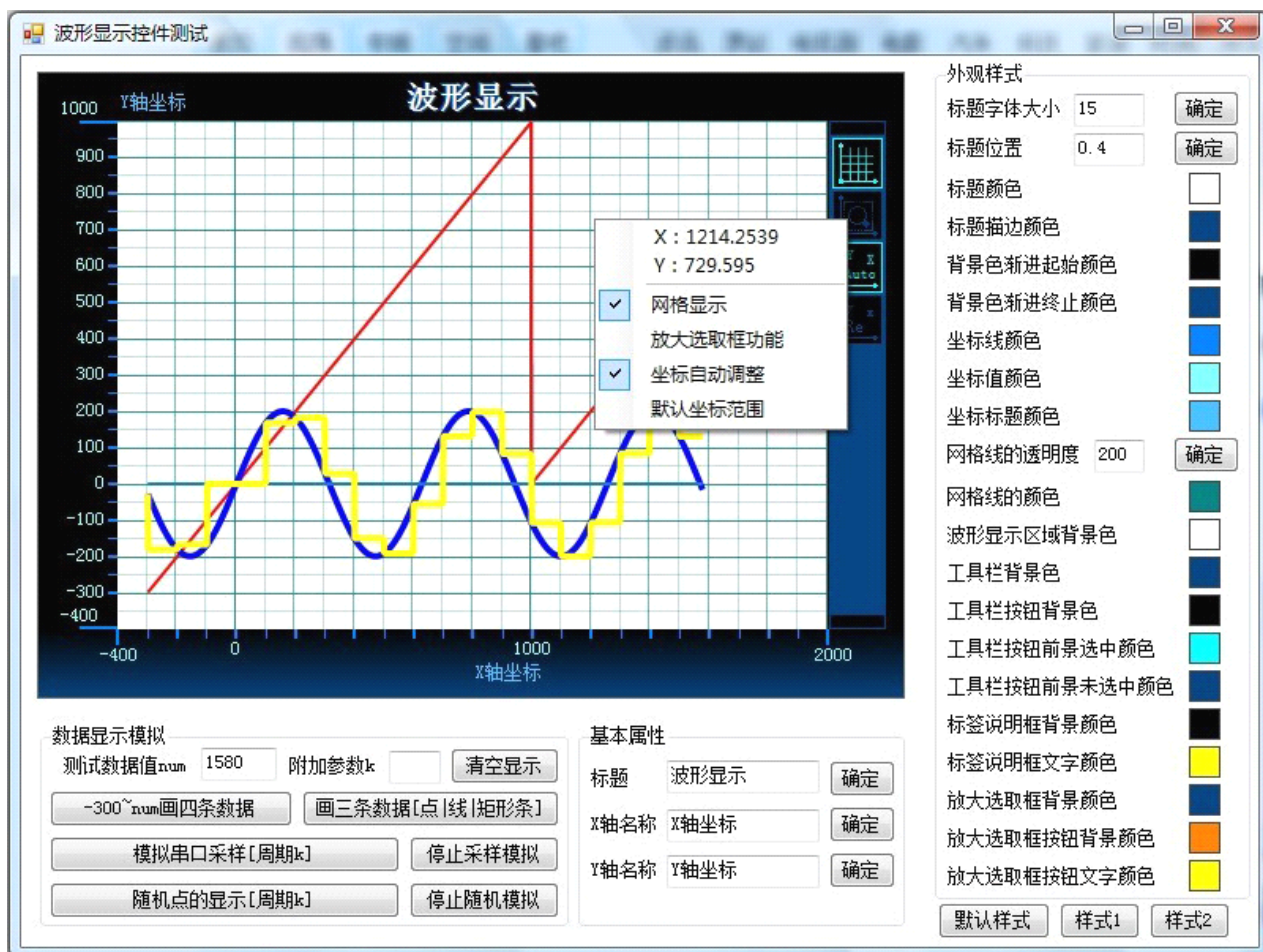 波形显示控件测试
波形显示
Y轴坐标
1000
900
800
700
600
500
400
300
200
100
0
-100
-200
-300
-400
-400
0
1000
2000
X轴坐标
X : 1214.2539
Y : 729.595
网格显示
放大选取框功能
坐标自动调整
默认坐标范围
Y X
Auto
Y X
Re
外观样式
标题字体大小 15 确定
标题位置 0.4 确定
标题颜色
标题描边颜色
背景色渐进起始颜色
背景色渐进终止颜色
坐标线颜色
坐标值颜色
坐标标题颜色
网格线的透明度 200 确定
网格线的颜色
波形显示区域背景色
工具栏背景色
工具栏按钮背景色
工具栏按钮前景选中颜色
工具栏按钮前景未选中颜色
标签说明框背景颜色
标签说明框文字颜色
放大选取框背景颜色
放大选取框按钮背景颜色
放大选取框按钮文字颜色
默认样式 样式1 样式2
数据显示模拟
测试数据值num 1580 附加参数k 清空显示
-300~num画四条数据 画三条数据[点|线|矩形条]
模拟串口采样[周期k] 停止采样模拟
随机点的显示[周期k] 停止随机模拟
基本属性
标题 波形显示 确定
X轴名称 X轴坐标 确定
Y轴名称 Y轴坐标 确定